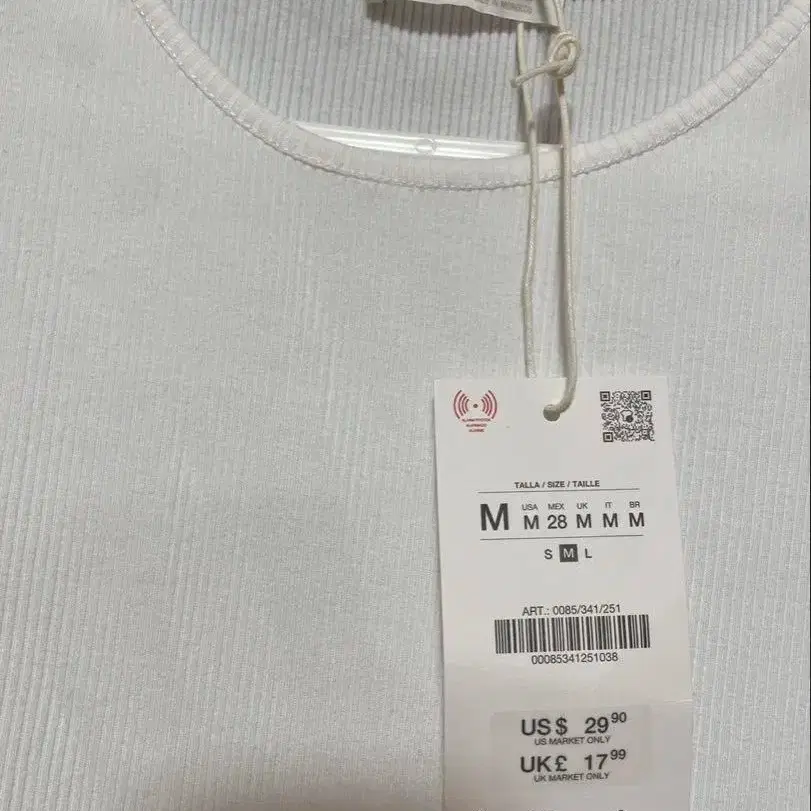 MOROCCO
TALLA / SIZE / TAILLE
M USA M MEX 28 UK M IT M BR M
S M L
ART.: 0085/341/251
00085341251038
US$ 29 90
US MARKET ONLY
UK£ 17 99
UK MARKET ONLY